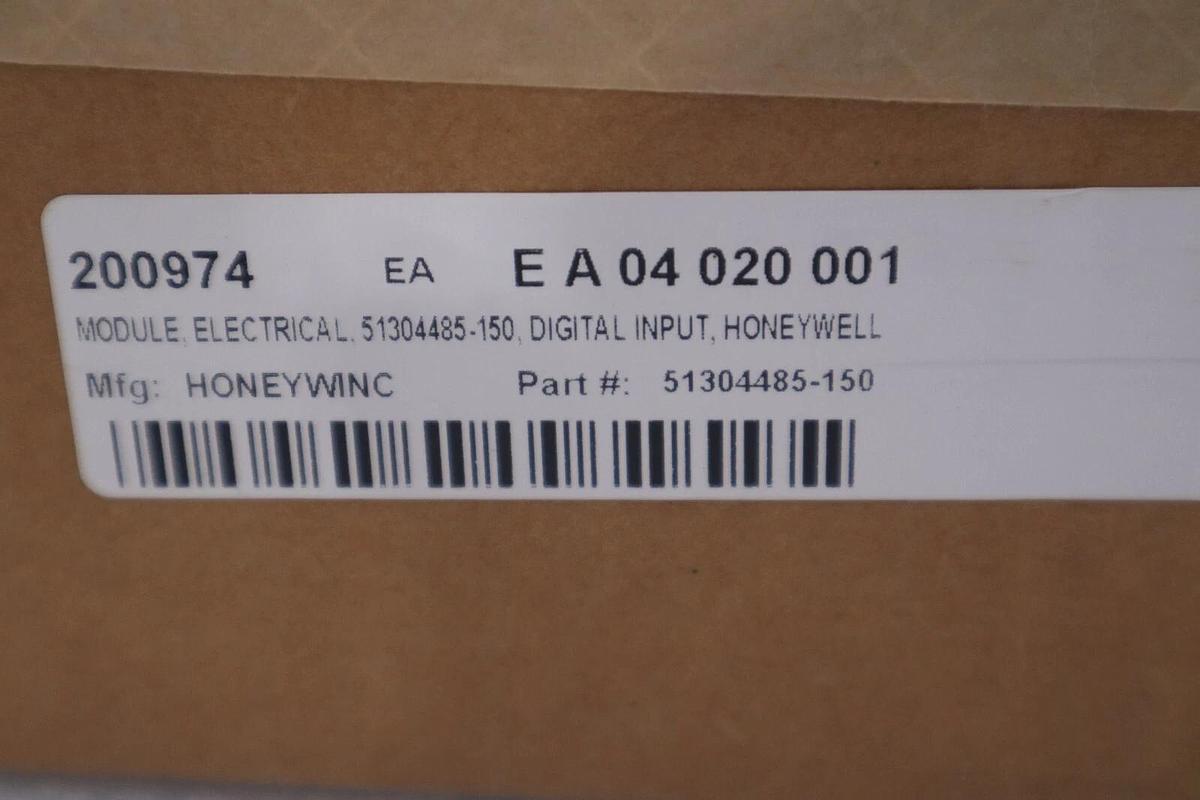 200974 EA E A 04 020 001
MODULE, ELECTRICAL, 51304485-150, DIGITAL INPUT, HONEYWELL
Mfg: HONEYWINC Part #: 51304485-150